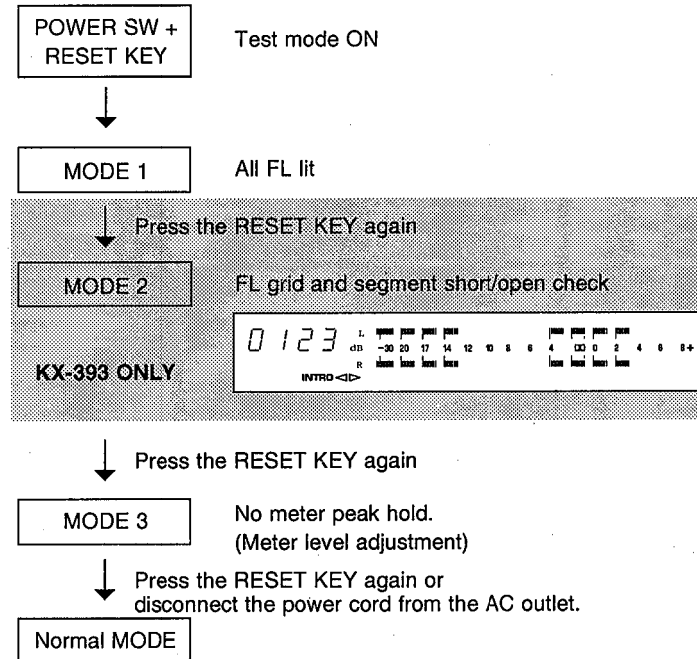 POWER SW +
RESET KEY
Test mode ON
MODE 1
All FL lit
Press the RESET KEY again
MODE 2
FL grid and segment short/open check
KX-393 ONLY
0123
L
dB -30 20 17 14 12 10 8 6 4 00 0 2 4 6 8+
R
INTRO
Press the RESET KEY again
MODE 3
No meter peak hold.
(Meter level adjustment)
Press the RESET KEY again or
disconnect the power cord from the AC outlet.
Normal MODE